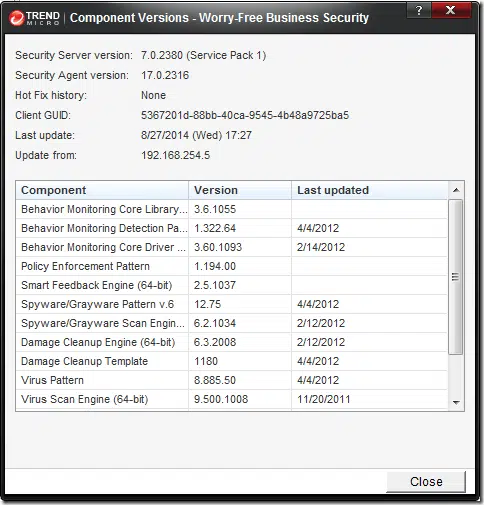 TREND MICRO Component Versions - Worry-Free Business Security ? X
Security Server version: 7.0.2380 (Service Pack 1)
Security Agent version: 17.0.2316
Hot Fix history: None
Client GUID: 5367201d-88bb-40ca-9545-4b48a9725ba5
Last update: 8/27/2014 (Wed) 17:27
Update from: 192.168.254.5
Component Version Last updated
Behavior Monitoring Core Library... 3.6.1055
Behavior Monitoring Detection Pa... 1.322.64 4/4/2012
Behavior Monitoring Core Driver ... 3.60.1093 2/14/2012
Policy Enforcement Pattern 1.194.00
Smart Feedback Engine (64-bit) 2.5.1037
Spyware/Grayware Pattern v.6 12.75 4/4/2012
Spyware/Grayware Scan Engin... 6.2.1034 2/12/2012
Damage Cleanup Engine (64-bit) 6.3.2008 2/12/2012
Damage Cleanup Template 1180 4/4/2012
Virus Pattern 8.885.50 4/4/2012
Virus Scan Engine (64-bit) 9.500.1008 11/20/2011
Close